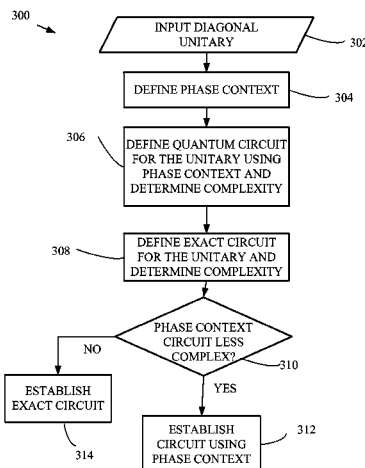 300
INPUT DIAGONAL
UNITARY
302
DEFINE PHASE CONTEXT
304
306
DEFINE QUANTUM CIRCUIT
FOR THE UNITARY USING
PHASE CONTEXT AND
DETERMINE COMPLEXITY
308
DEFINE EXACT CIRCUIT
FOR THE UNITARY AND
DETERMINE COMPLEXITY
PHASE CONTEXT
CIRCUIT LESS
COMPLEX?
310
NO
YES
ESTABLISH
EXACT CIRCUIT
314
ESTABLISH
CIRCUIT USING
PHASE CONTEXT
312